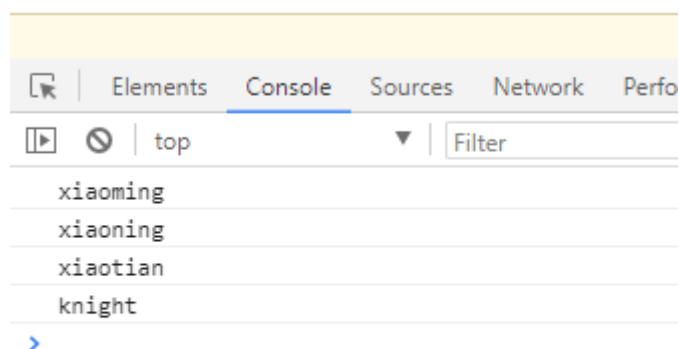 Elements Console Sources Network Perfo
top Filter
xiaoming
xiaoning
xiaotian
knight